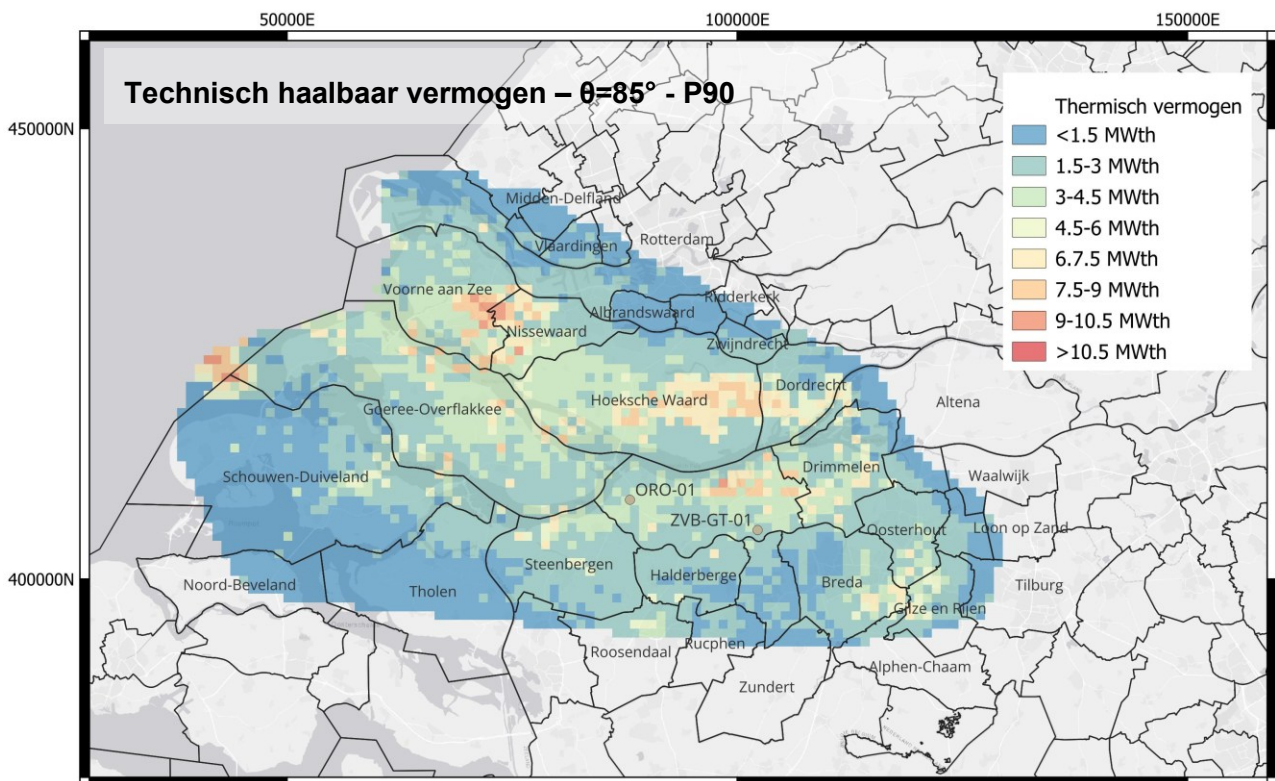 50000E
100000E
150000E
Technisch haalbaar vermogen – θ=85° - P90
Thermisch vermogen
450000N
<1.5 MWth
1.5-3 MWth
3-4.5 MWth
4.5-6 MWth
6.7.5 MWth
7.5-9 MWth
9-10.5 MWth
>10.5 MWth
Midden-Delfland
Vlaardingen
Rotterdam
Voorne aan Zee
Ridderkerk
Albrandswaard
Nissewaard
Zwijndrecht
Dordrecht
Hoeksche Waard
Altena
Goeree-Overflakkee
Drimmelen
Waalwijk
Schouwen-Duiveland
ORO-01
ZVB-GT-01
Oosterhout
Loon op Zand
Steenbergen
Halderberge
Breda
400000N
Noord-Beveland
Tholen
Tilburg
Gilze en Rijen
Roosendaal
Rucphen
Alphen-Chaam
Zundert